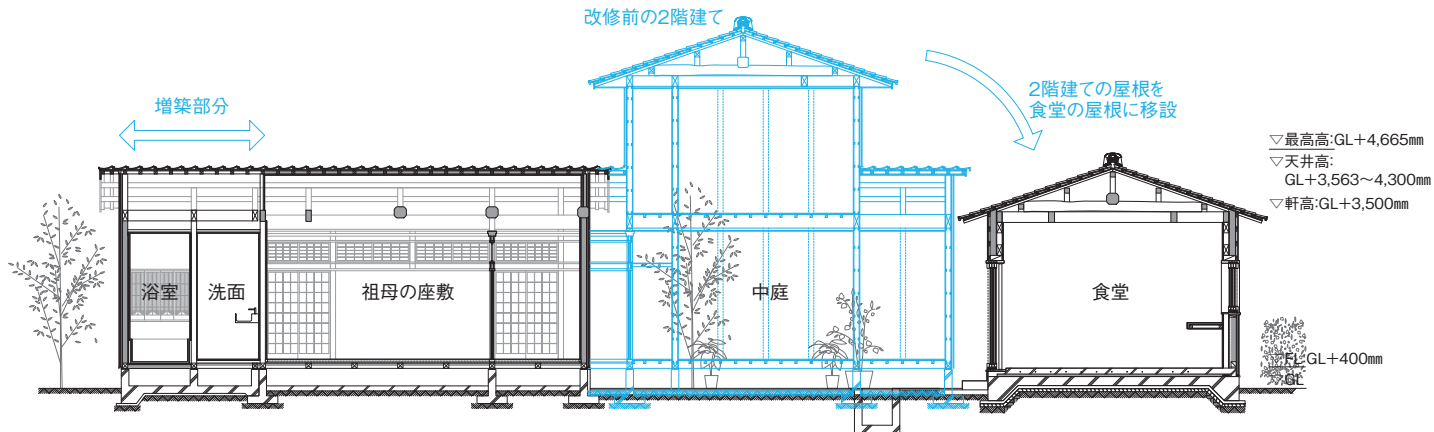 改修前の2階建て
増築部分
2階建ての屋根を
食堂の屋根に移設
▽最高高:GL+4,665mm
▽天井高:
GL+3,563〜4,300mm
▽軒高:GL+3,500mm
浴室
洗面
祖母の座敷
中庭
食堂
▽FL:GL+400mm
GL